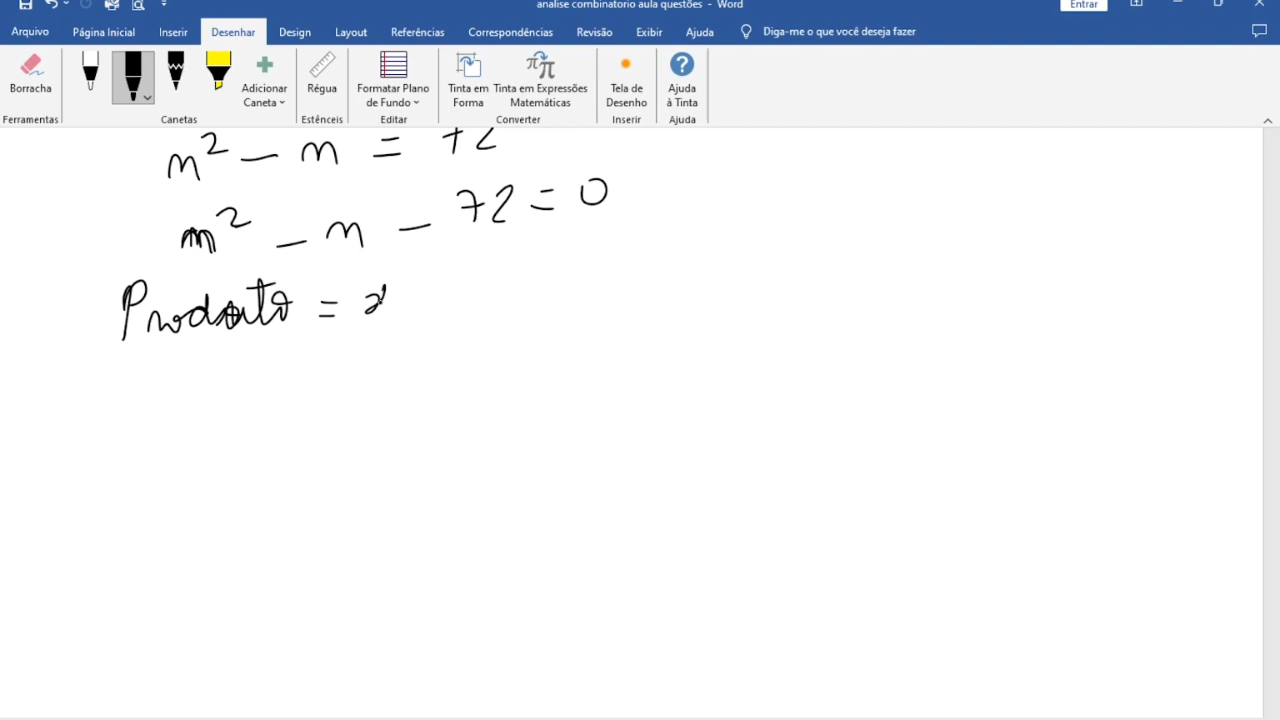 analise combinatorio aula questões - Word
Entrar
Arquivo Página Inicial Inserir Desenhar Design Layout Referências Correspondências Revisão Exibir Ajuda Diga-me o que você deseja fazer
Borracha
Adicionar Caneta
Régua
Formatar Plano de Fundo
Tinta em Forma
Tinta em Expressões Matemáticas
Tela de Desenho
Ajuda à Tinta
Ferramentas Canetas Estênceis Editar Converter Inserir Ajuda
n² - n = 72
n² - n - 72 = 0
Produto =